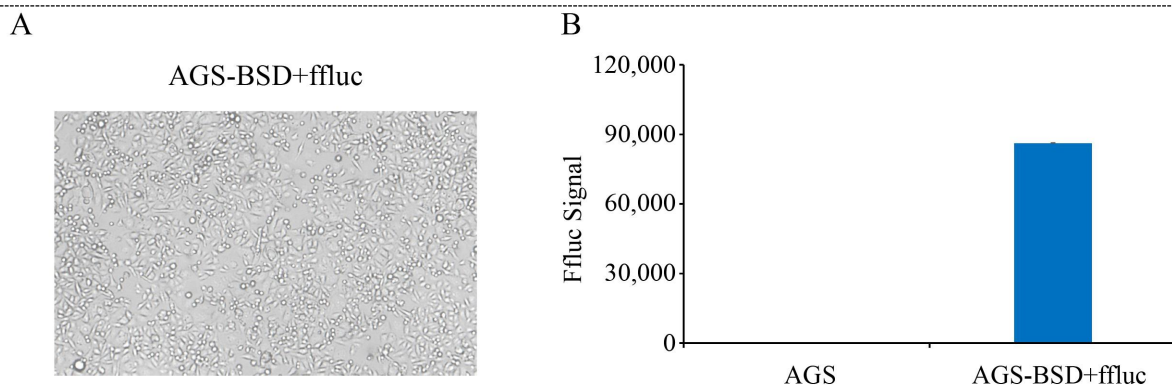 A
AGS-BSD+ffluc
B
Ffluc Signal
120,000
90,000
60,000
30,000
0
AGS
AGS-BSD+ffluc